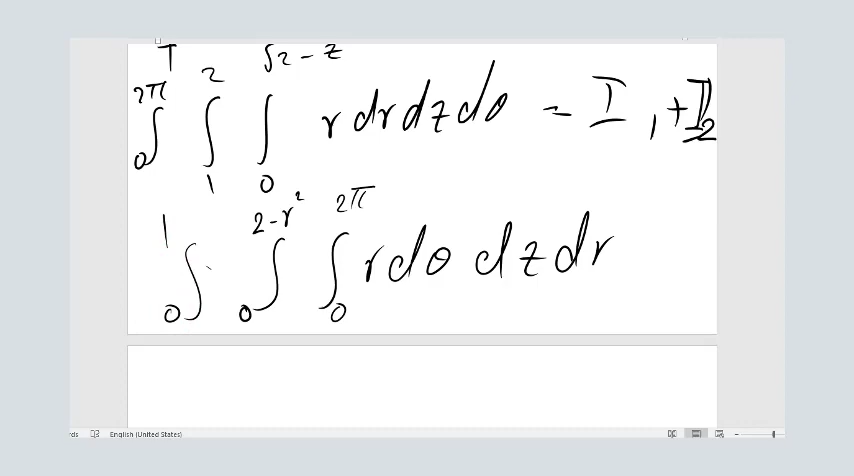 T
∫₀^2π ∫₁^2 ∫₀^√2-z r dr dz dθ = I₁ + I₂
∫₀^1 ∫₀^2-r² ∫₀^2π r dθ dz dr
English (United States)